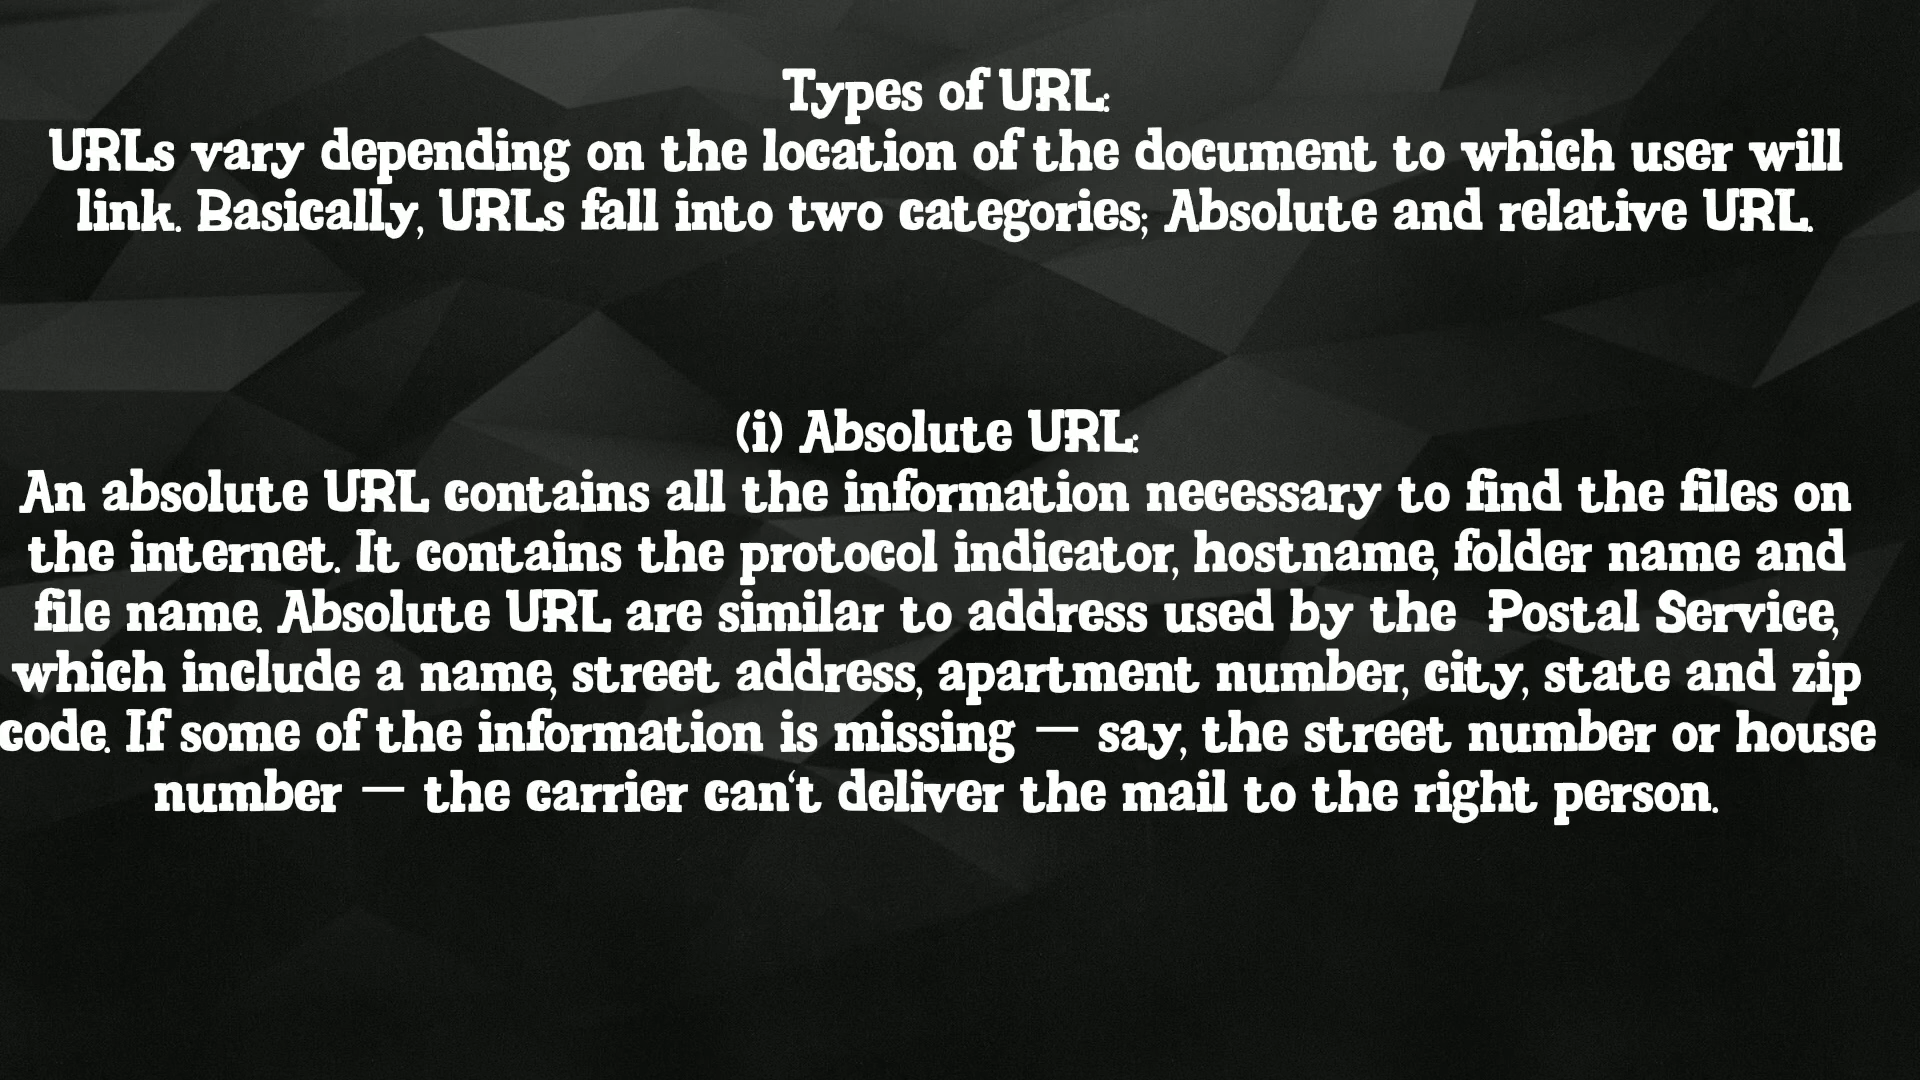 Types of URL:
URLs vary depending on the location of the document to which user will
link. Basically, URLs fall into two categories; Absolute and relative URL.
(i) Absolute URL:
An absolute URL contains all the information necessary to find the files on
the internet. It contains the protocol indicator, hostname, folder name and
file name. Absolute URL are similar to address used by the  Postal Service,
which include a name, street address, apartment number, city, state and zip
code. If some of the information is missing — say, the street number or house
number — the carrier can‘t deliver the mail to the right person.